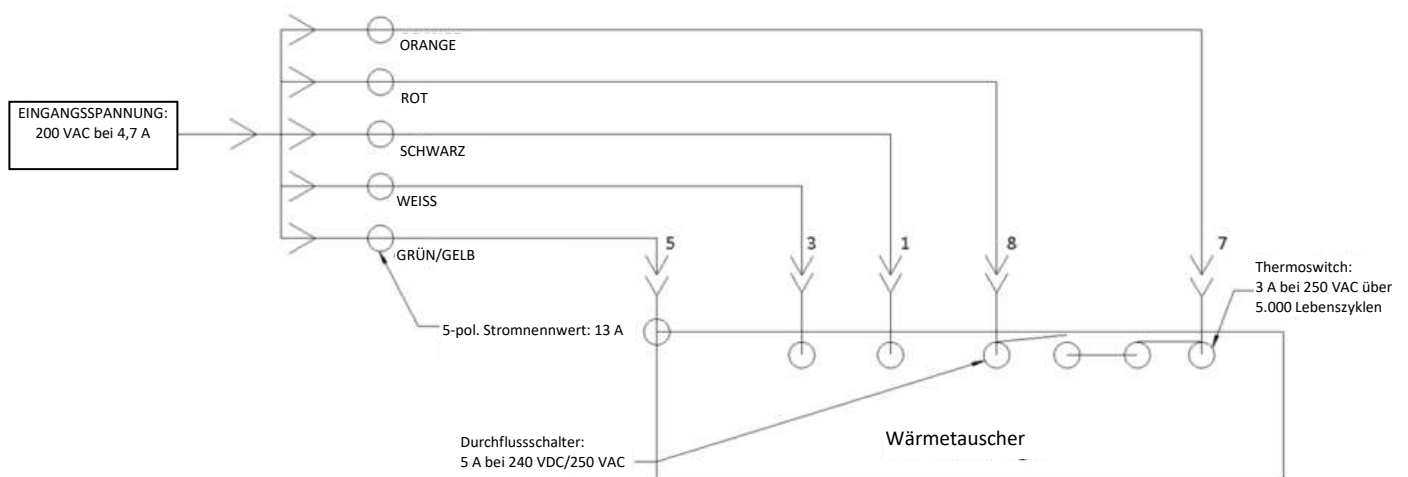 ORANGE
ROT
EINGANGSSPANNUNG:
200 VAC bei 4,7 A
SCHWARZ
WEISS
GRÜN/GELB
5
3
1
8
7
Thermoswitch:
3 A bei 250 VAC über
5.000 Lebenszyklen
5-pol. Stromnennwert: 13 A
Durchflussschalter:
5 A bei 240 VDC/250 VAC
Wärmetauscher